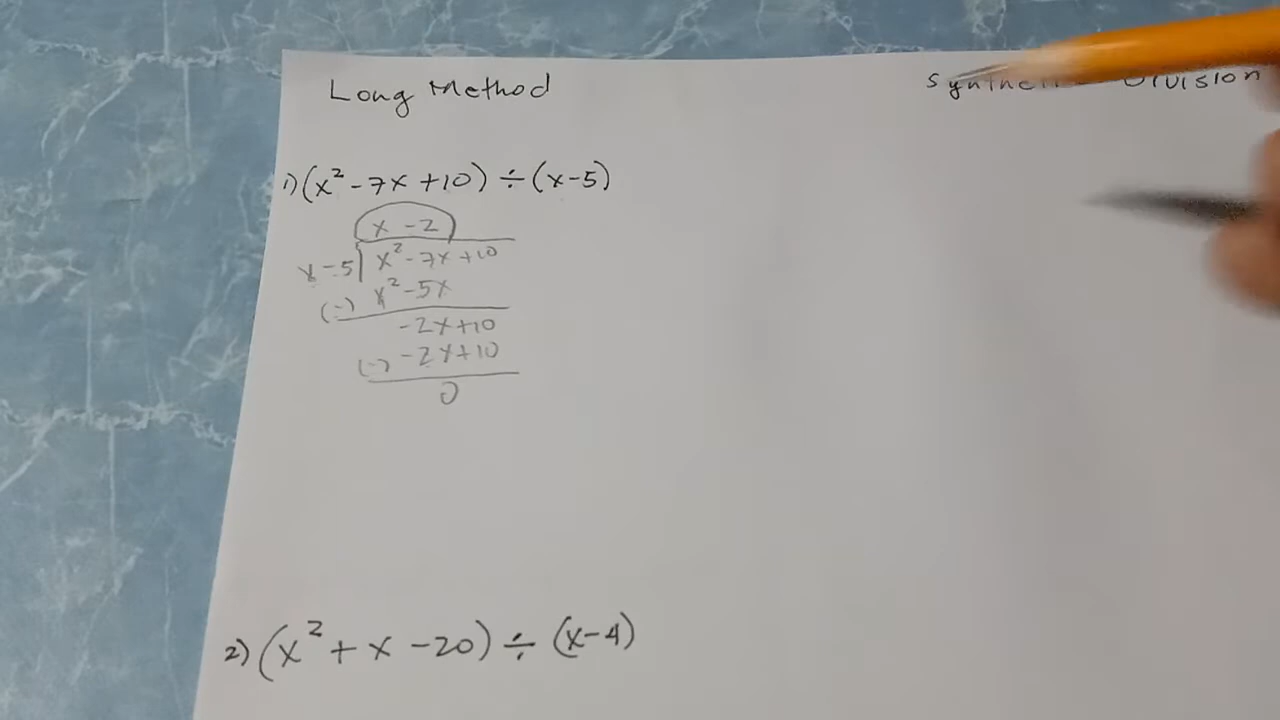 Long Method
Division
1) (x² - 7x + 10) ÷ (x-5)
x - 2
x - 5 | x² - 7x + 10
(-) x² - 5x
-2x + 10
(-) -2x + 10
0
2) (x² + x - 20) ÷ (x-4)